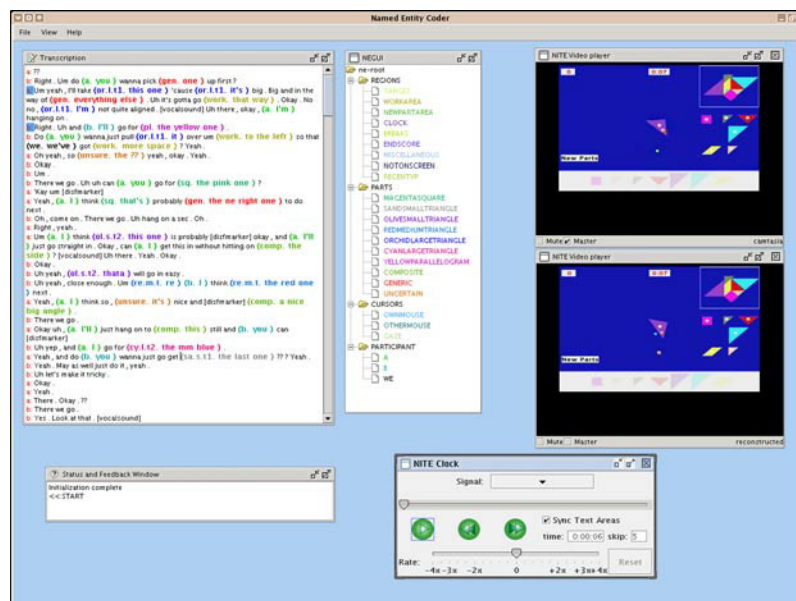 Named Entity Coder
File View Help
Transcription
a: ??
b: Right . Um do (a. you ) wanna pick (gen. one ) up first ?
a: Um yeah , I'll take (or.l.t1. this one ) 'cause (or.l.t1. it's ) big . Big and in the
way of (gen. everything else ) . Uh it's gotta go (work. that way ) . Okay . No
no , (or.l.t1. I'm ) not quite aligned . [vocalsound] Uh there , okay , (a. I'm )
hanging on .
b: Right . Uh and (b. I'll ) go for (pl. the yellow one ) .
b: Do (a. you ) wanna just pull (or.l.t1. it ) over um (work. to the left ) so that
(we. we've ) got (work. more space ) ? Yeah .
a: Oh yeah , so (unsure. the ?? ) yeah , okay . Yeah .
b: Okay .
b: Um .
b: There we go . Uh uh can (a. you ) go for (sq. the pink one ) ?
a: 'Kay um [disfmarker]
a: Yeah , (a. I ) think (sq. that's ) probably (gen. the ne right one ) to do
next .
b: Oh , come on . There we go . Uh hang on a sec . Oh .
a: Right , yeah .
a: Um (a. I ) think (ol.s.t2. this one ) is probably [disfmarker] okay , and (a. I'll
) just go straight in . Okay , can (a. I ) get this in without hitting on (comp. the
side ) ? [vocalsound] Uh there . Yeah . Okay .
b: Okay .
b: Uh yeah , (ol.s.t2. thata ) will go in easy .
b: Uh yeah , close enough . Um (re.m.t. re ) (b. I ) think (re.m.t. the red one
) next .
a: Yeah , (a. I ) think so , (unsure. it's ) nice and [disfmarker] (comp. a nice
big angle ) .
b: There we go .
a: Okay uh , (a. I'll ) just hang on to (comp. this ) still and (b. you ) can
[disfmarker]
b: Uh yep , and (a. I ) go for (cy.l.t2. the mm blue ) .
a: Yeah , and do (b. you ) wanna just go get (sa.s.t1. the last one ) ??? Yeah .
b: Yeah . May as well just do it , yeah .
b: Uh let's make it tricky .
a: Okay .
a: Yeah .
a: There . Okay . ??
b: There we go .
b: Yes . Look at that . [vocalsound]
NEGUI
ne-root
REGIONS
TARGET
WORKAREA
NEWPARTAREA
CLOCK
BREAKS
ENDSCORE
MISCELLANEOUS
NOTONSCREEN
RECENTVP
PARTS
MAGENTASQUARE
SANDSMALLTRIANGLE
OLIVESMALLTRIANGLE
REDMEDIUMTRIANGLE
ORCHIDLARGETRIANGLE
CYANLARGETRIANGLE
YELLOWPARALLELOGRAM
COMPOSITE
GENERIC
UNCERTAIN
CURSORS
OWNMOUSE
OTHERMOUSE
GAZE
PARTICIPANT
A
B
WE
NITE Video player
0 0:07
New Parts
Mute Master camtasia
NITE Video player
0 0:07
New Parts
Mute Master reconstructed
Status and Feedback Window
Initialization complete
<<START
NITE Clock
Signal:
Sync Text Areas
time: 0:00:06 skip: 5
Rate:
Reset
-4x -3x -2x 0 +2x +3x+ 4x